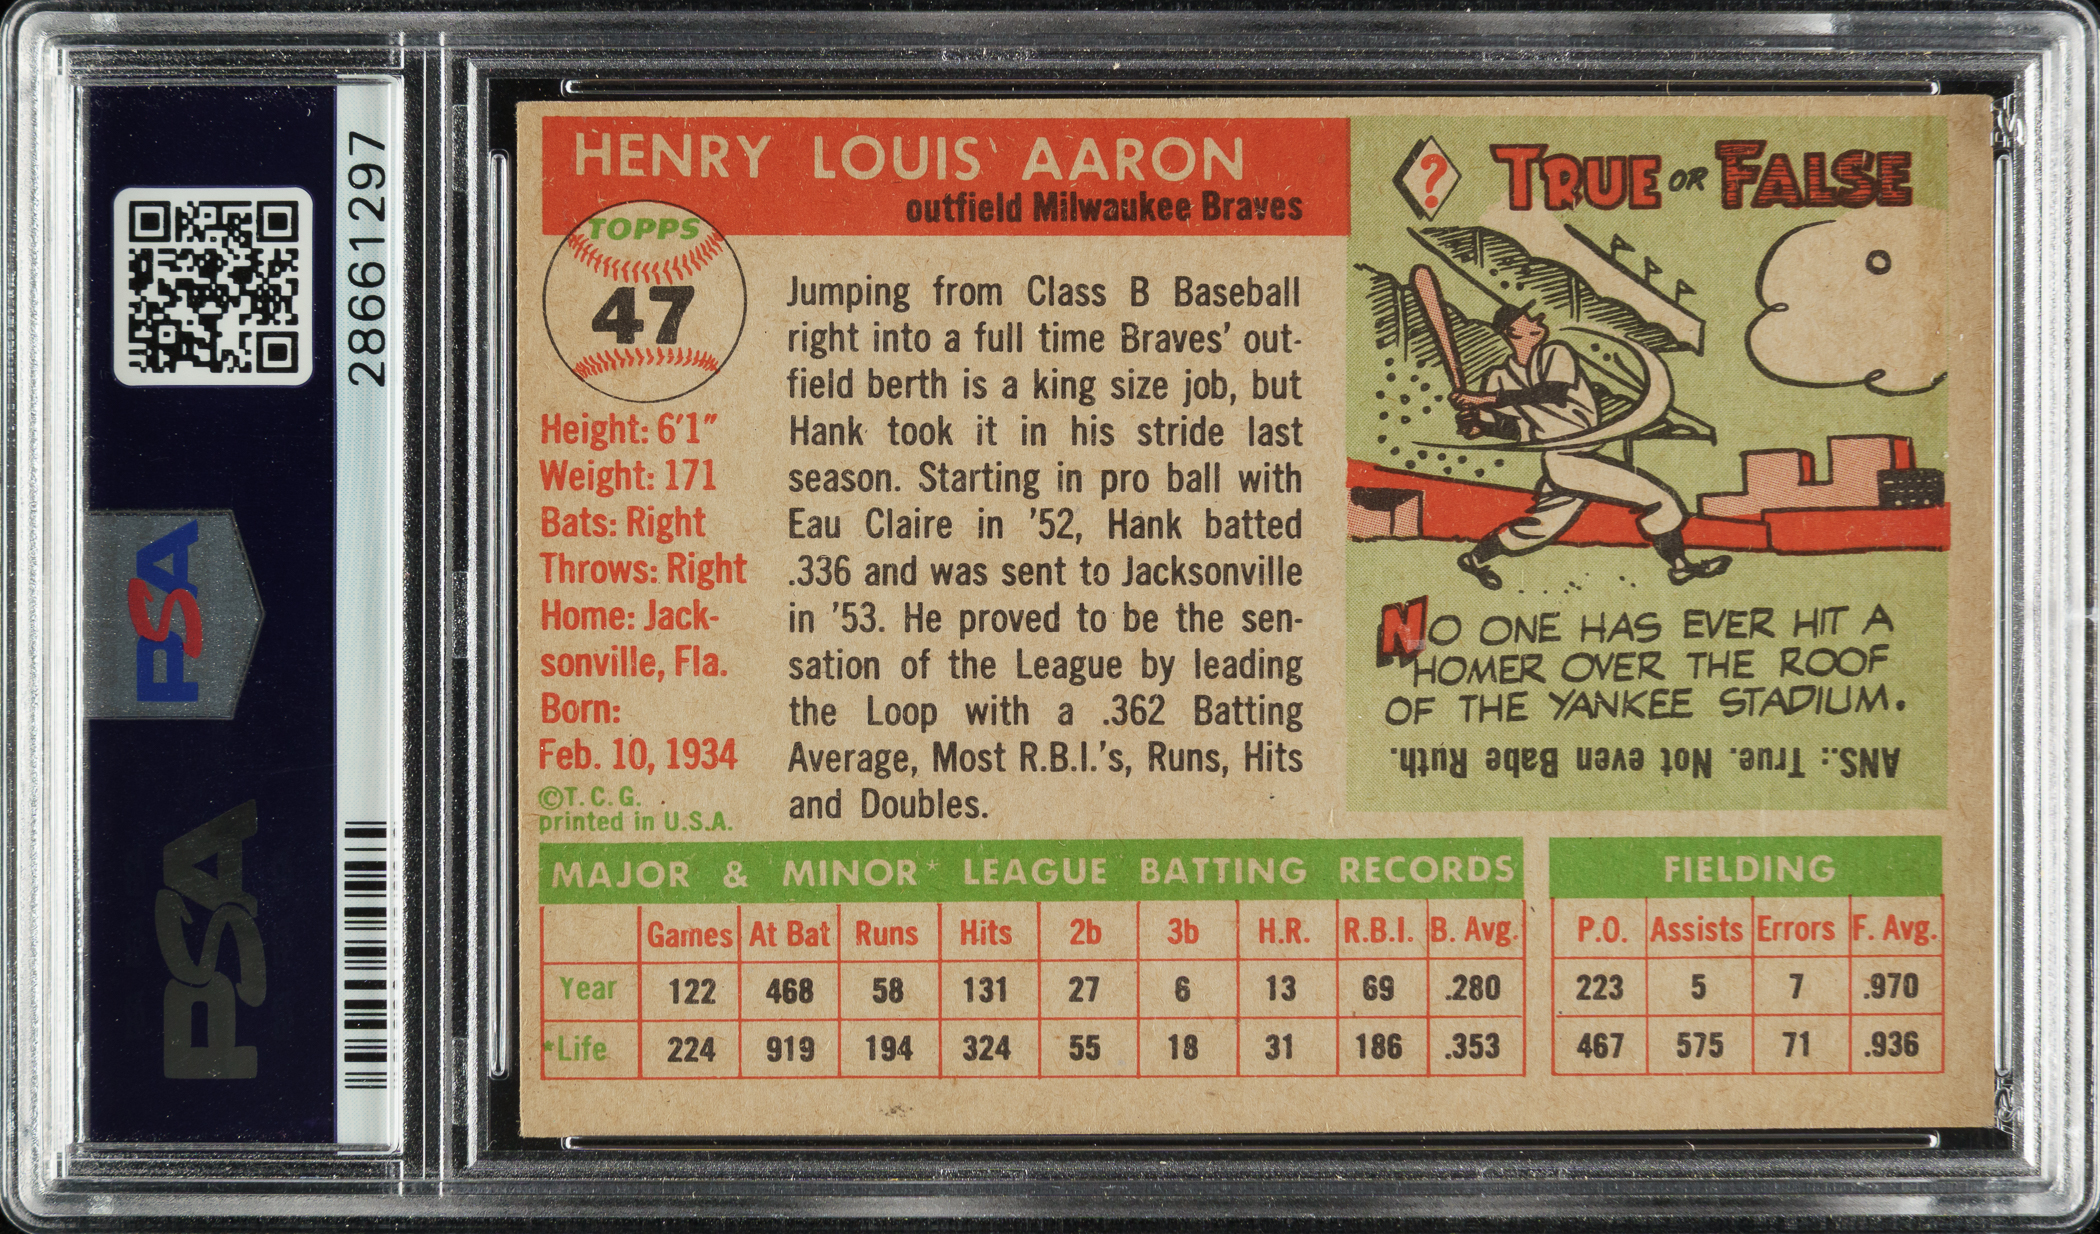 28661297
PSA
PSA
HENRY LOUIS AARON
outfield Milwaukee Braves
TOPPS
47
Height: 6'1"
Weight: 171
Bats: Right
Throws: Right
Home: Jack-
sonville, Fla.
Born:
Feb. 10, 1934
©T. C. G.
printed in U.S.A.
Jumping from Class B Baseball
right into a full time Braves' out-
field berth is a king size job, but
Hank took it in his stride last
season. Starting in pro ball with
Eau Claire in '52, Hank batted
.336 and was sent to Jacksonville
in '53. He proved to be the sen-
sation of the League by leading
the Loop with a .362 Batting
Average, Most R.B.I.'s, Runs, Hits
and Doubles.
? TRUE OR FALSE
NO ONE HAS EVER HIT A
HOMER OVER THE ROOF
OF THE YANKEE STADIUM.
ANS.: True. Not even Babe Ruth.
MAJOR & MINOR* LEAGUE BATTING RECORDS
Games At Bat Runs Hits 2b 3b H.R. R.B.I. B. Avg.
Year 122 468 58 131 27 6 13 69 .280
*Life 224 919 194 324 55 18 31 186 .353
FIELDING
P.O. Assists Errors F. Avg.
223 5 7 .970
467 575 71 .936